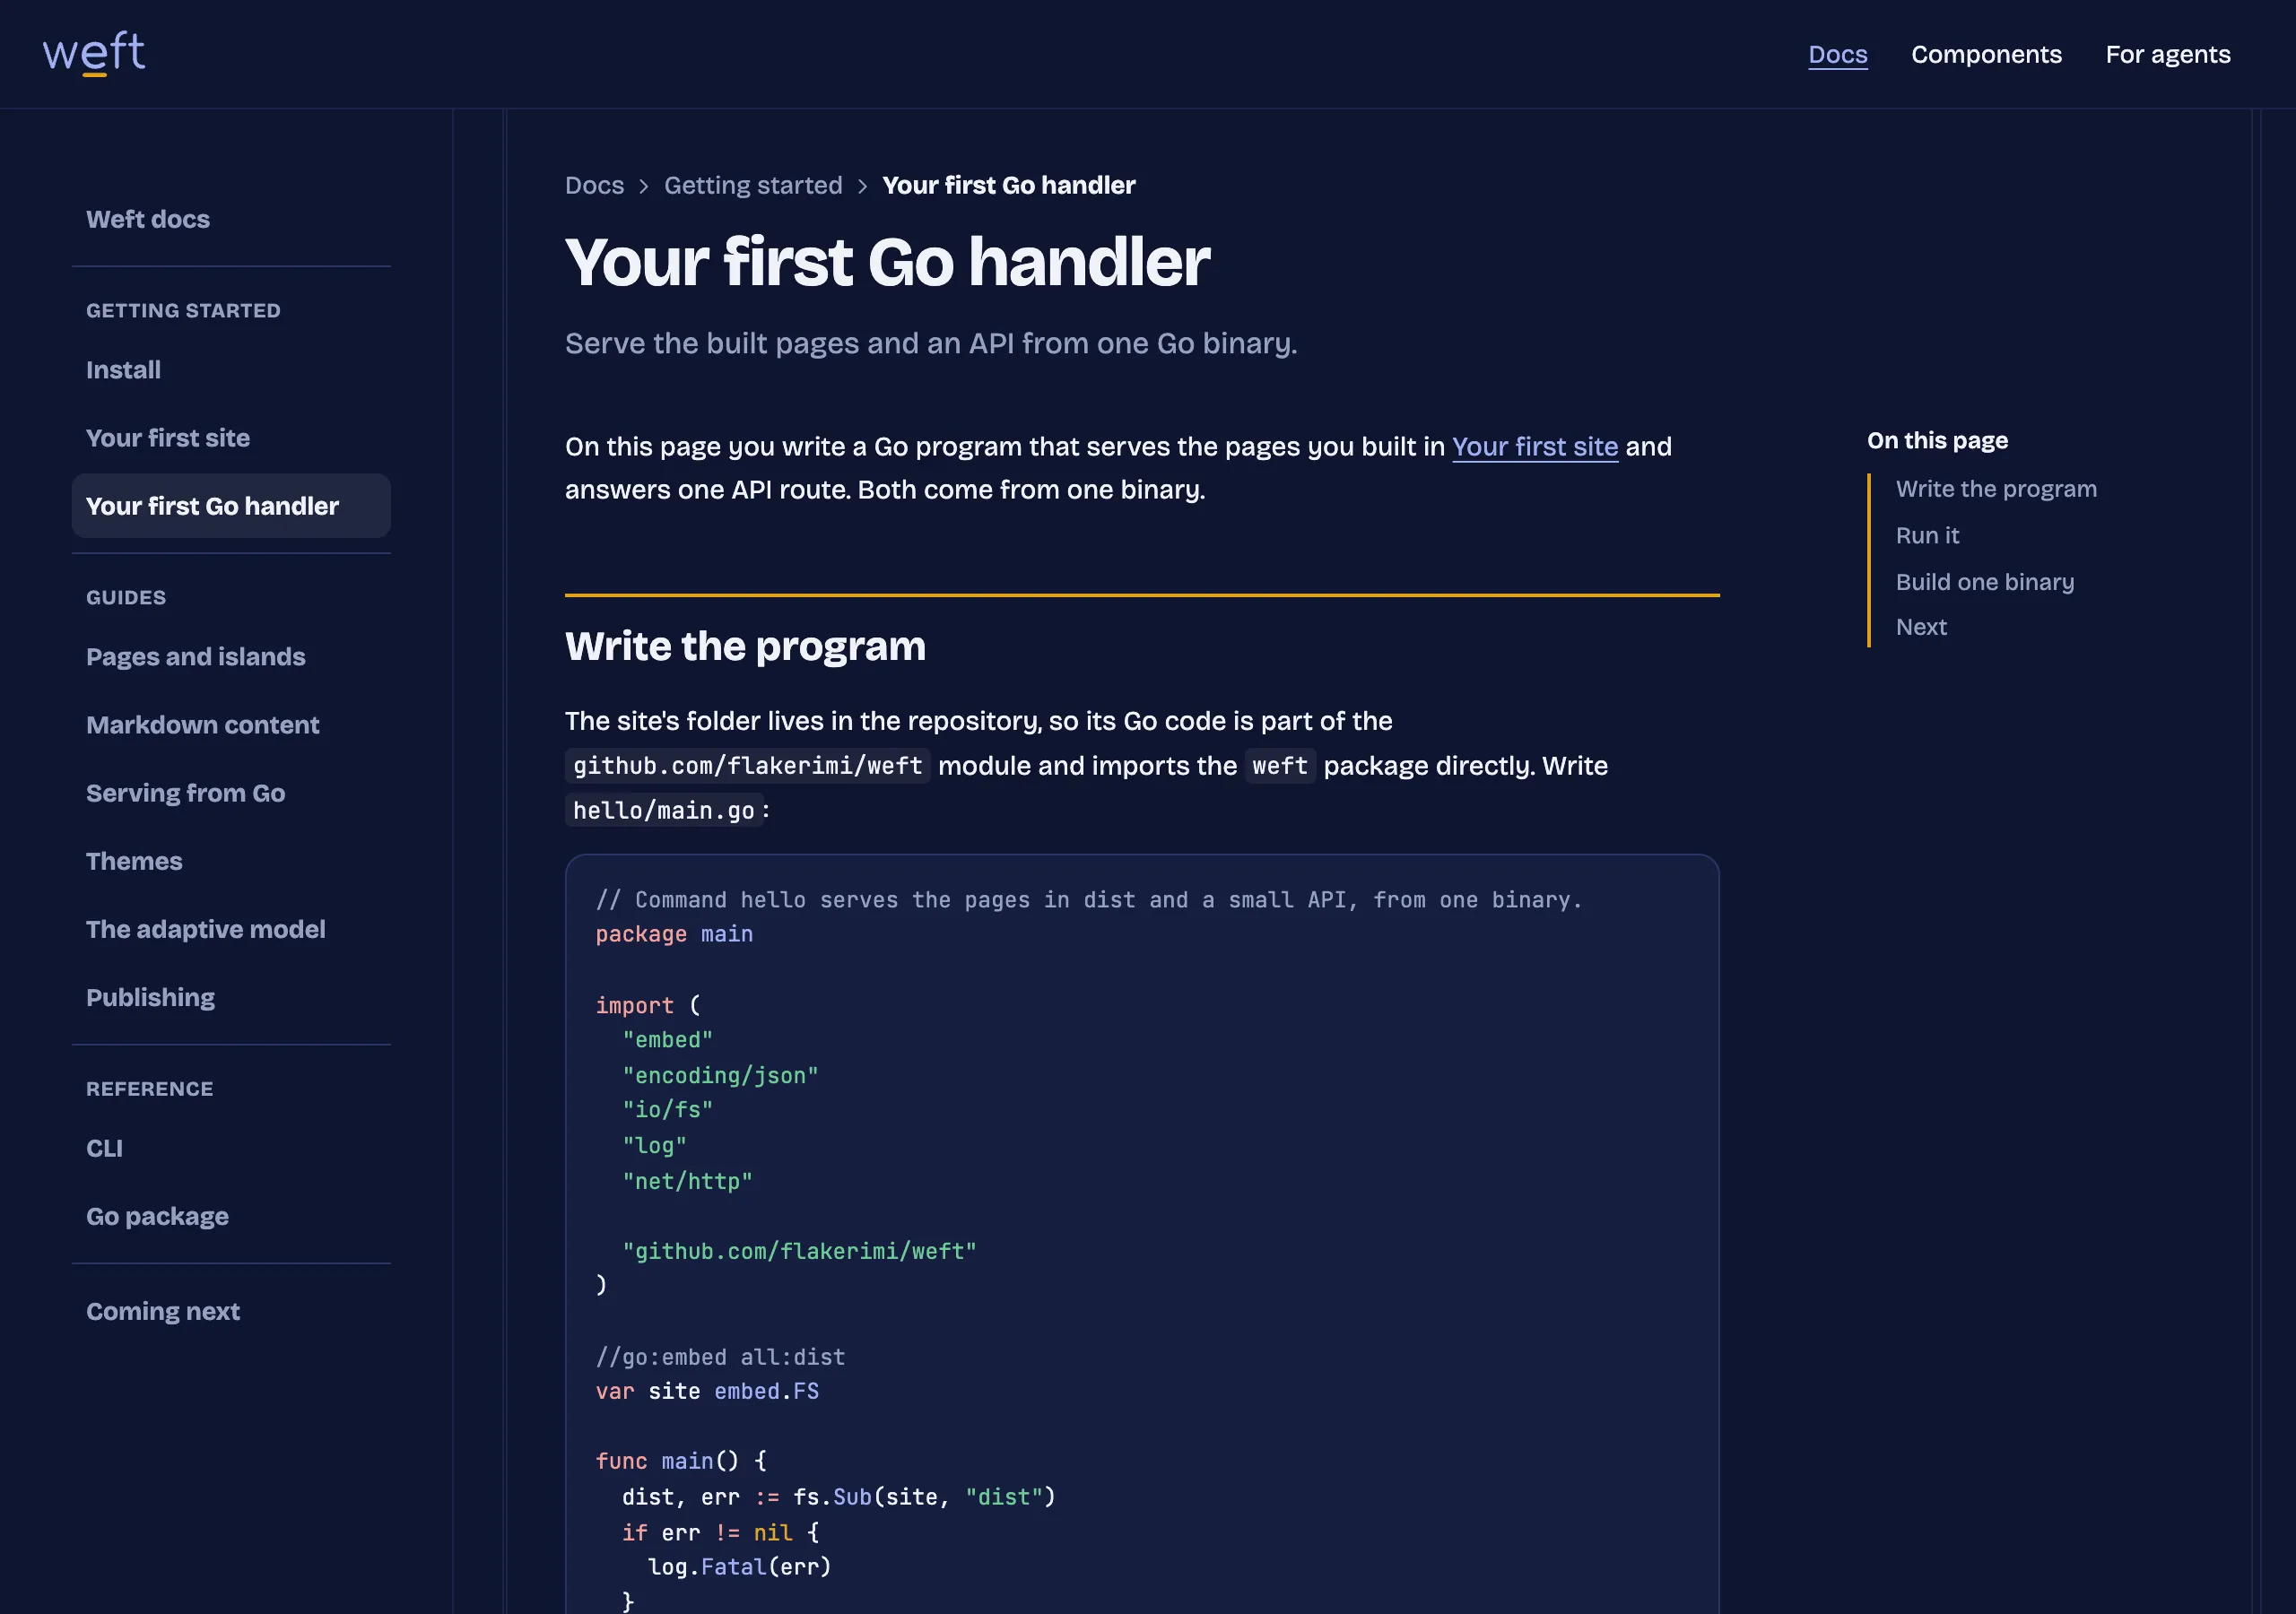 weft
Docs
Components
For agents
Weft docs
GETTING STARTED
Install
Your first site
Your first Go handler
GUIDES
Pages and islands
Markdown content
Serving from Go
Themes
The adaptive model
Publishing
REFERENCE
CLI
Go package
Coming next
Docs > Getting started > Your first Go handler
Your first Go handler
Serve the built pages and an API from one Go binary.
On this page you write a Go program that serves the pages you built in Your first site and
answers one API route. Both come from one binary.
Write the program
The site's folder lives in the repository, so its Go code is part of the
github.com/flakerimi/weft module and imports the weft package directly. Write
hello/main.go:
// Command hello serves the pages in dist and a small API, from one binary.
package main
import (
  "embed"
  "encoding/json"
  "io/fs"
  "log"
  "net/http"
  "github.com/flakerimi/weft"
)
//go:embed all:dist
var site embed.FS
func main() {
  dist, err := fs.Sub(site, "dist")
  if err != nil {
    log.Fatal(err)
  }
On this page
Write the program
Run it
Build one binary
Next